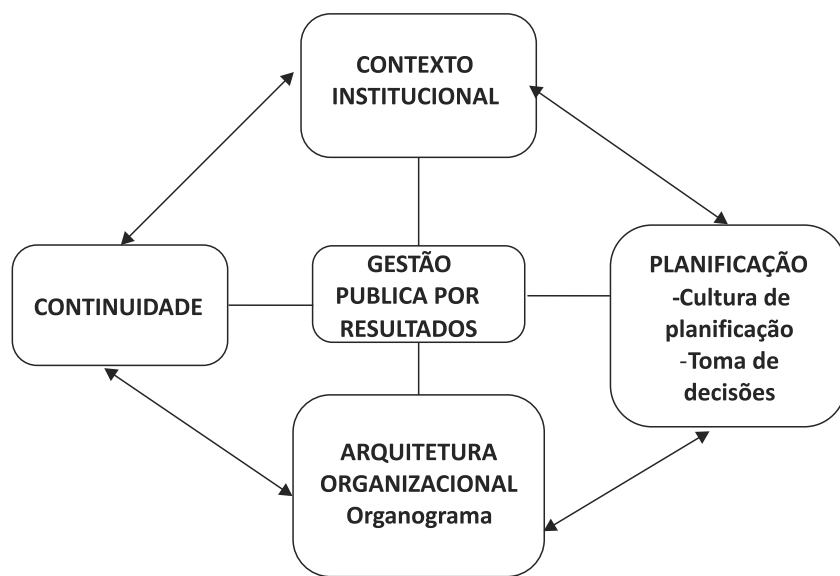 CONTEXTO
INSTITUCIONAL
CONTINUIDADE
GESTÃO
PUBLICA POR
RESULTADOS
PLANIFICAÇÃO
-Cultura de
planificação
-Toma de
decisões
ARQUITETURA
ORGANIZACIONAL
Organograma